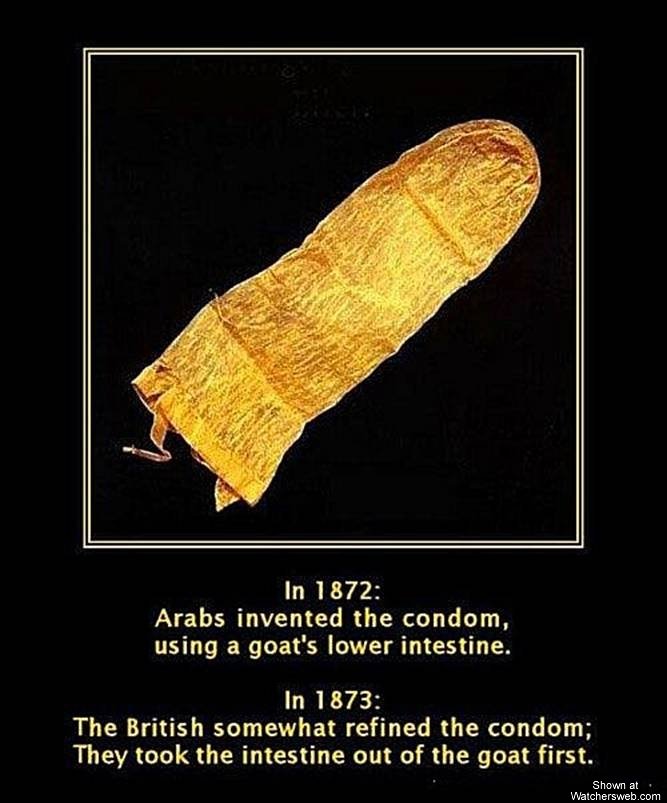 In 1872:
Arabs invented the condom,
using a goat's lower intestine.
In 1873:
The British somewhat refined the condom;
They took the intestine out of the goat first.
Shown at
Watchersweb.com